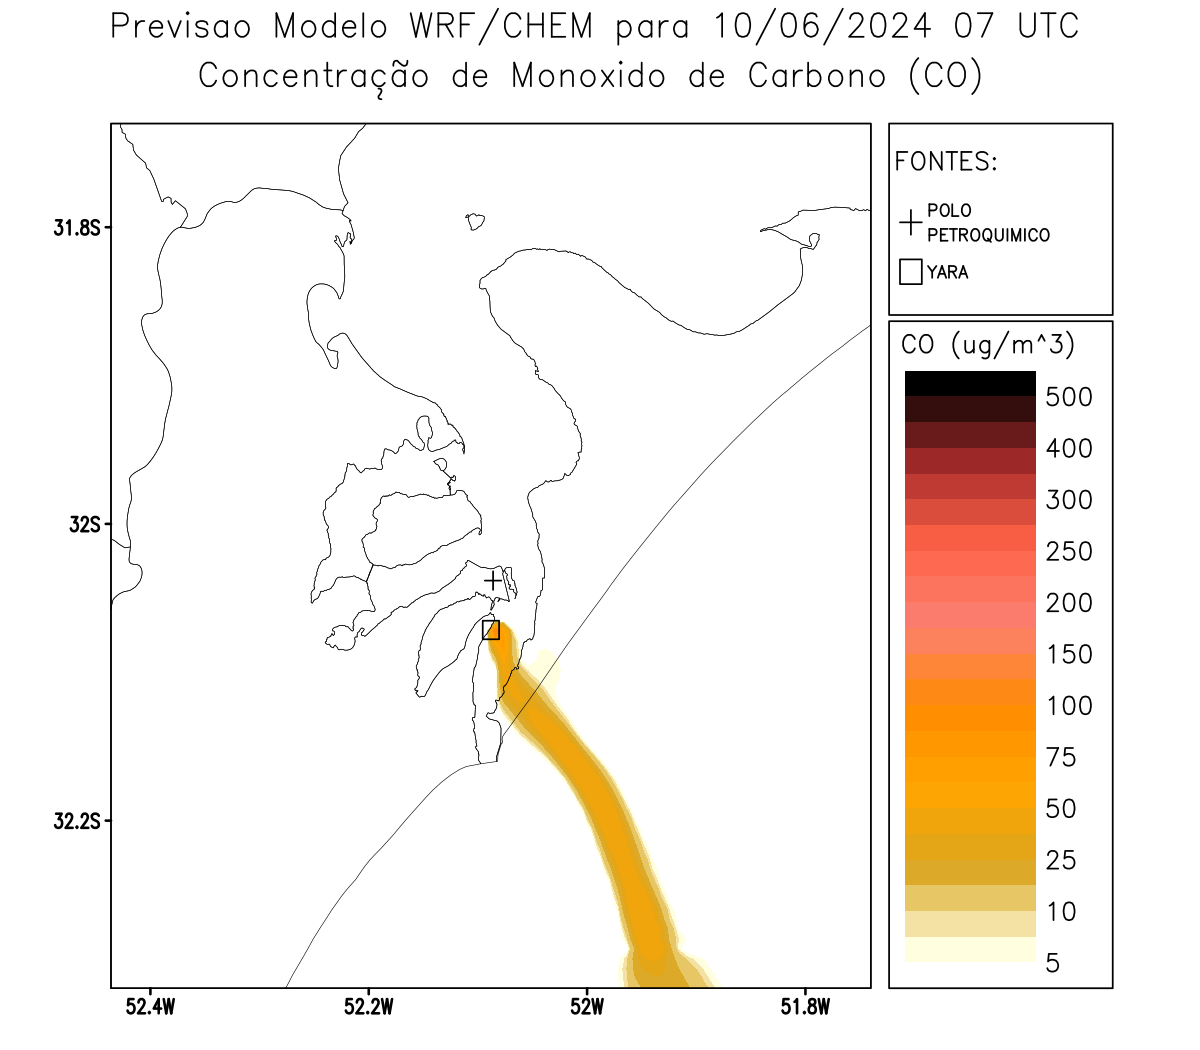 Previsao Modelo WRF/CHEM para 10/06/2024 07 UTC
Concentração de Monoxido de Carbono (CO)
FONTES:
POLO
PETROQUIMICO
YARA
CO (ug/m^3)
500
400
300
250
200
150
100
75
50
25
10
5
31.8S
32S
32.2S
52.4W
52.2W
52W
51.8W